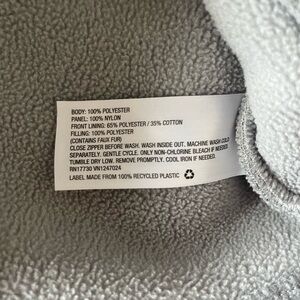 BODY: 100% POLYESTER
PANEL: 100% NYLON
FRONT LINING: 65% POLYESTER / 35% COTTON
FILLING: 100% POLYESTER
(CONTAINS FAUX FUR)
CLOSE ZIPPER BEFORE WASH. WASH INSIDE OUT. MACHINE WASH COLD
SEPARATELY. GENTLE CYCLE. ONLY NON-CHLORINE BLEACH IF NEEDED.
TUMBLE DRY LOW. REMOVE PROMPTLY. COOL IRON IF NEEDED.
RN17730 VN1247024
LABEL MADE FROM 100% RECYCLED PLASTIC